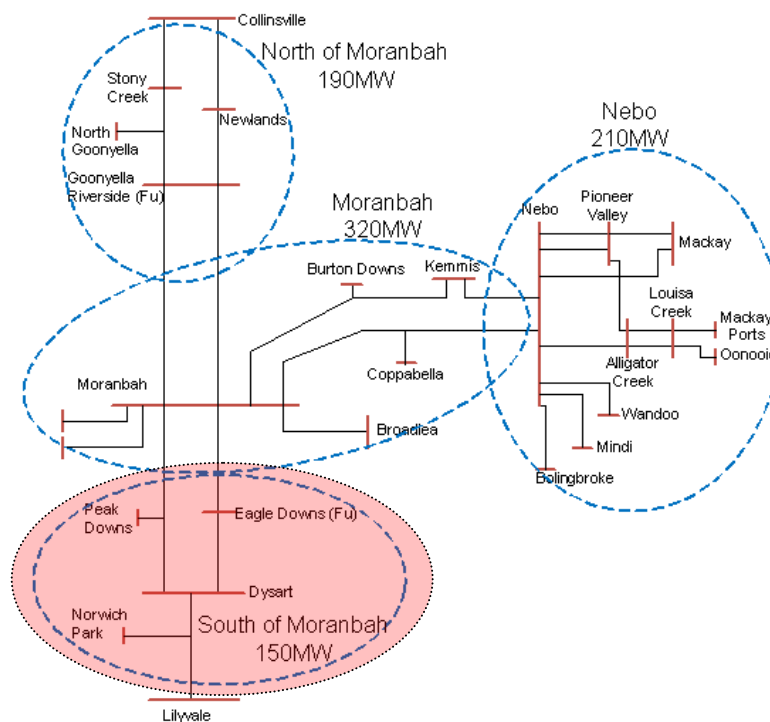 Collinsville
North of Moranbah
190MW
Stony
Creek
Newlands
North
Goonyella
Goonyella
Riverside (Fu)
Nebo
210MW
Pioneer
Valley
Nebo
Mackay
Moranbah
320MW
Burton Downs
Kemmis
Louisa
Creek
Mackay
Ports
Oonooie
Alligator
Creek
Coppabella
Moranbah
Broadlea
Wandoo
Mindi
Bolingbroke
Peak
Downs
Eagle Downs (Fu)
Dysart
Norwich
Park
South of Moranbah
150MW
Lilyvale